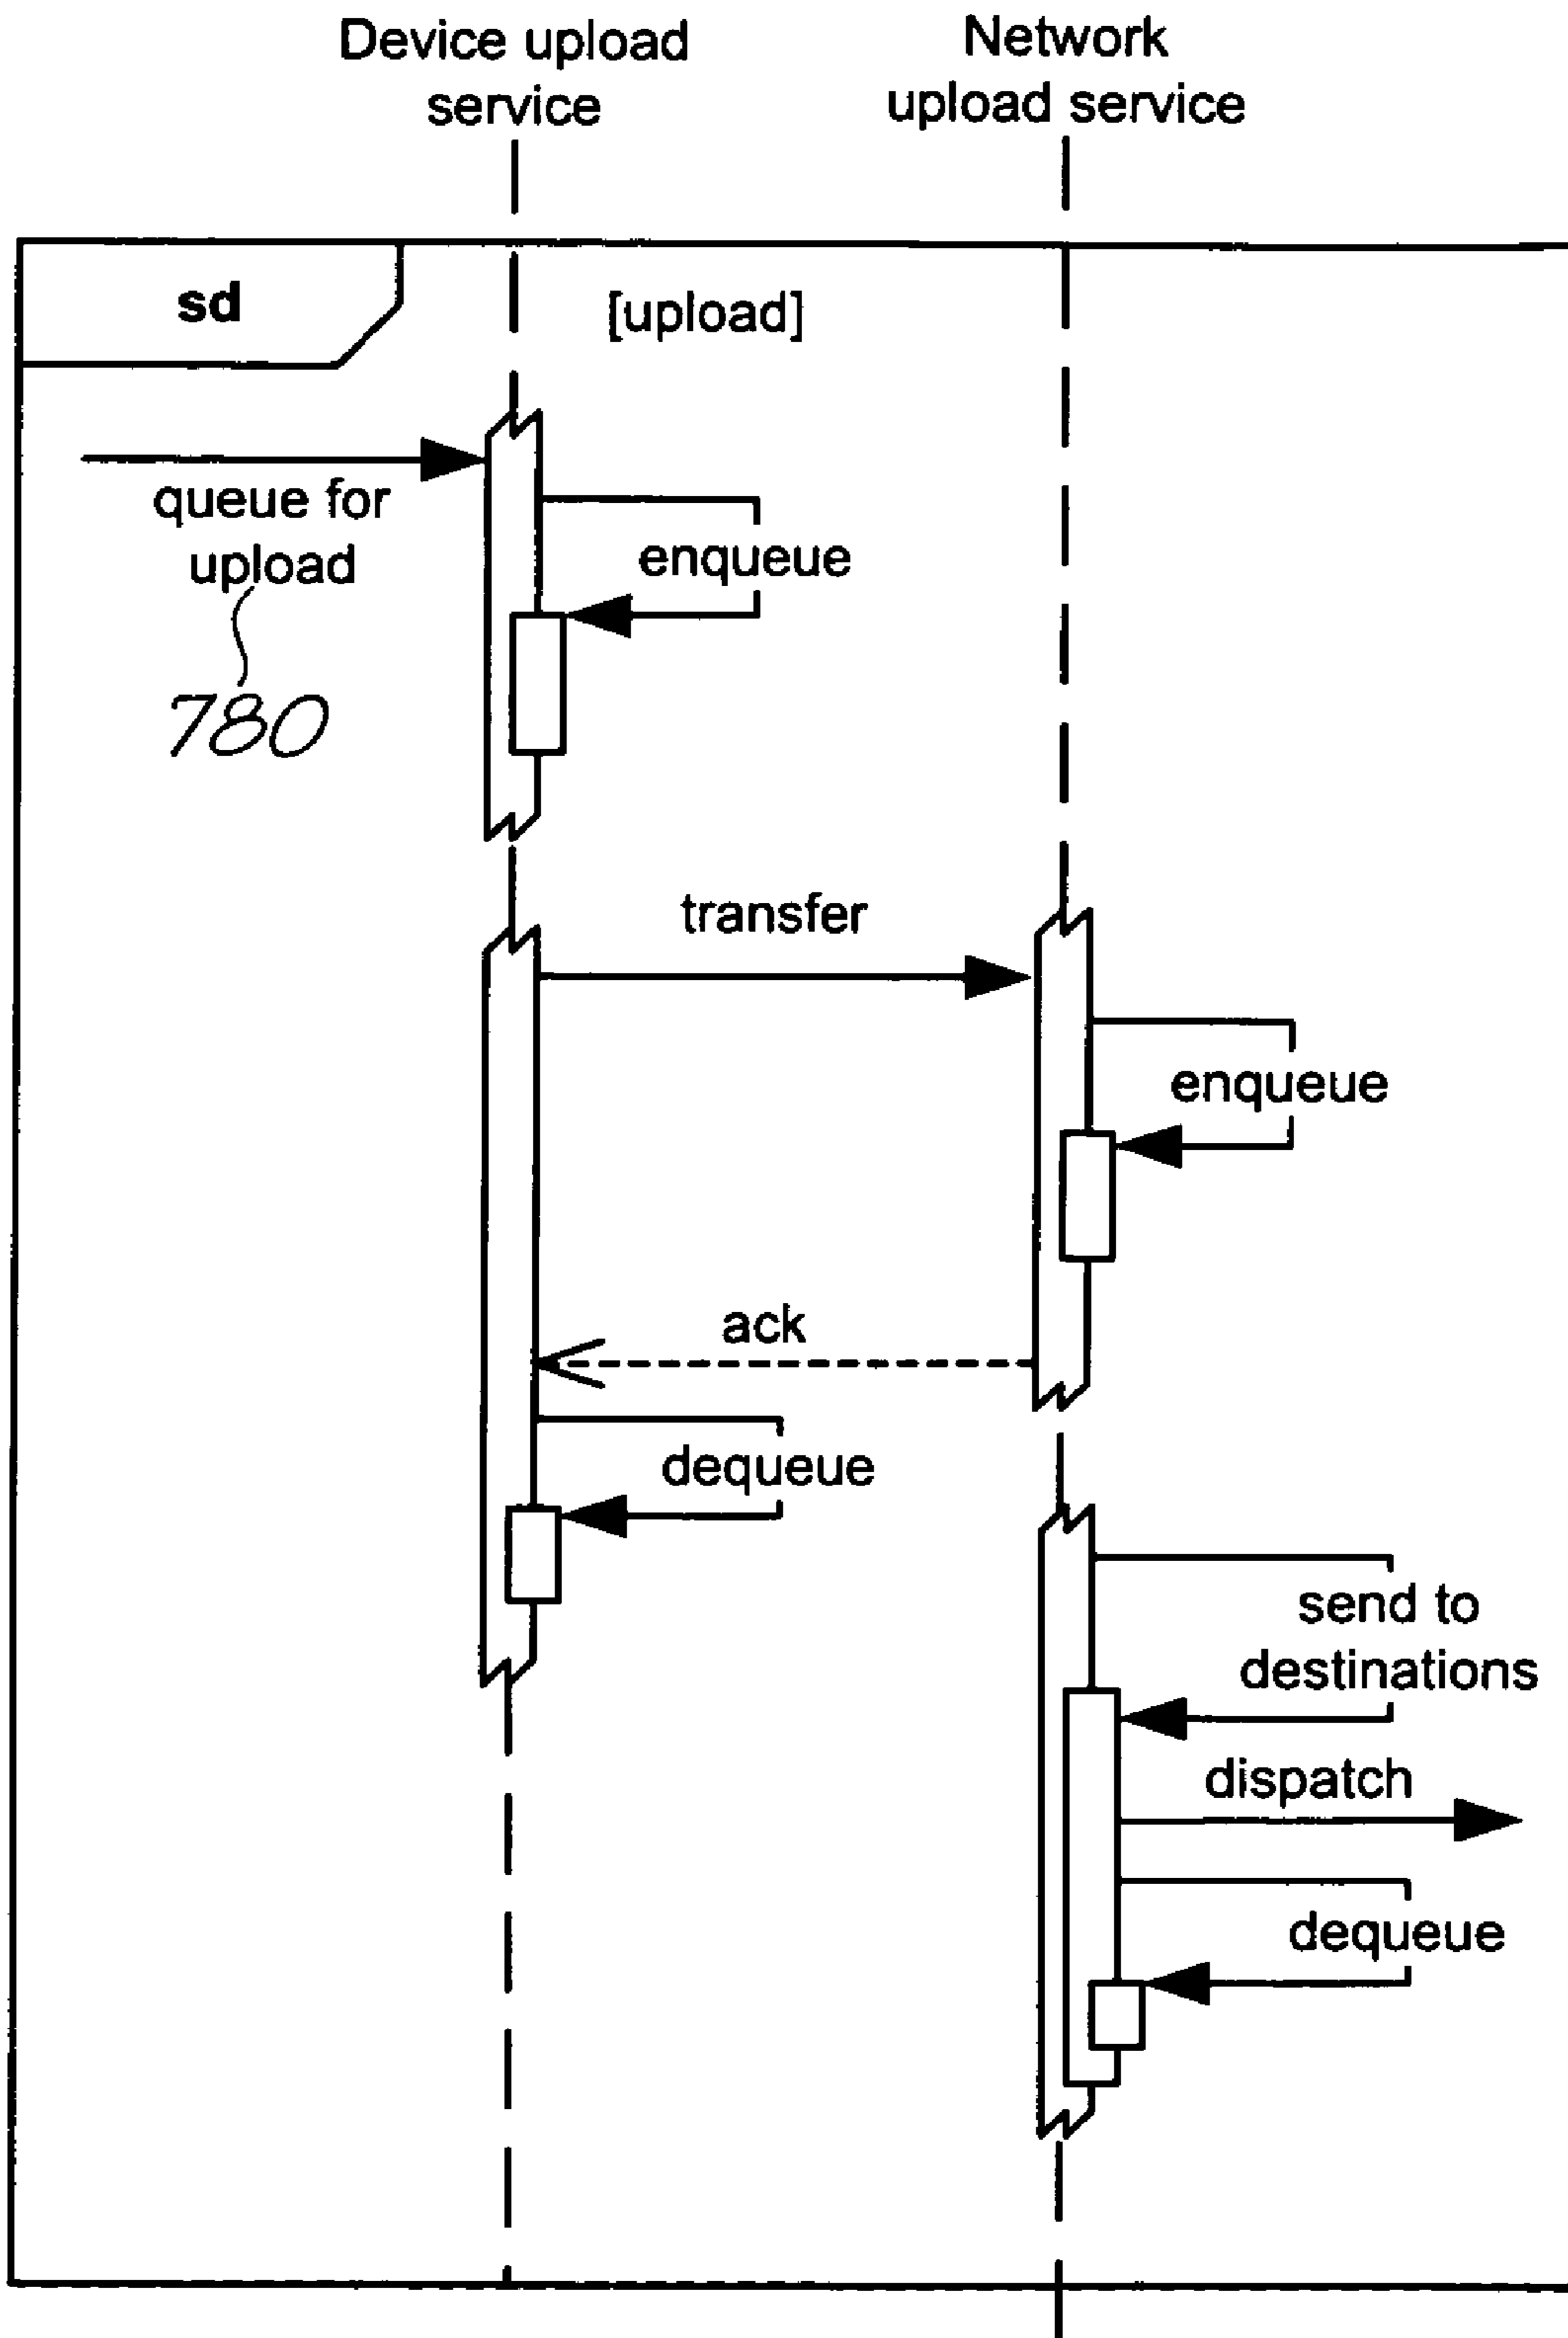 Device upload
service
Network
upload service
sd
[upload]
queue for
upload
780
enqueue
transfer
enqueue
ack
dequeue
send to
destinations
dispatch
dequeue